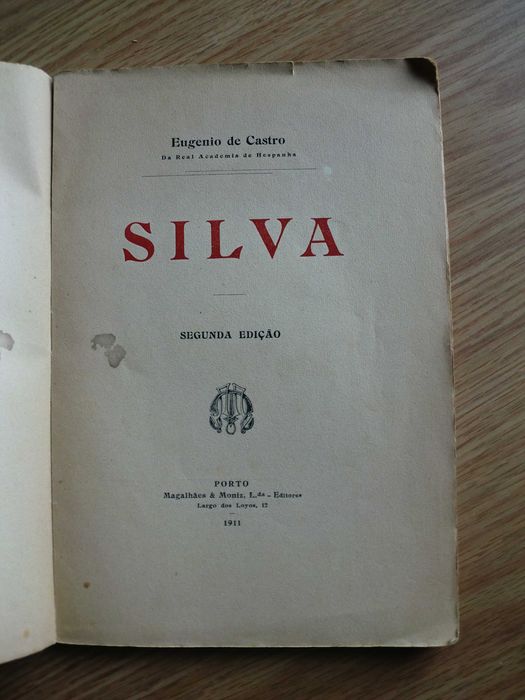 Eugenio de Castro
Da Real Academia de Hespanha
SILVA
SEGUNDA EDIÇÃO
PORTO
Magalhães & Moniz, L.da - Editores
Largo dos Loyos, 12
1911